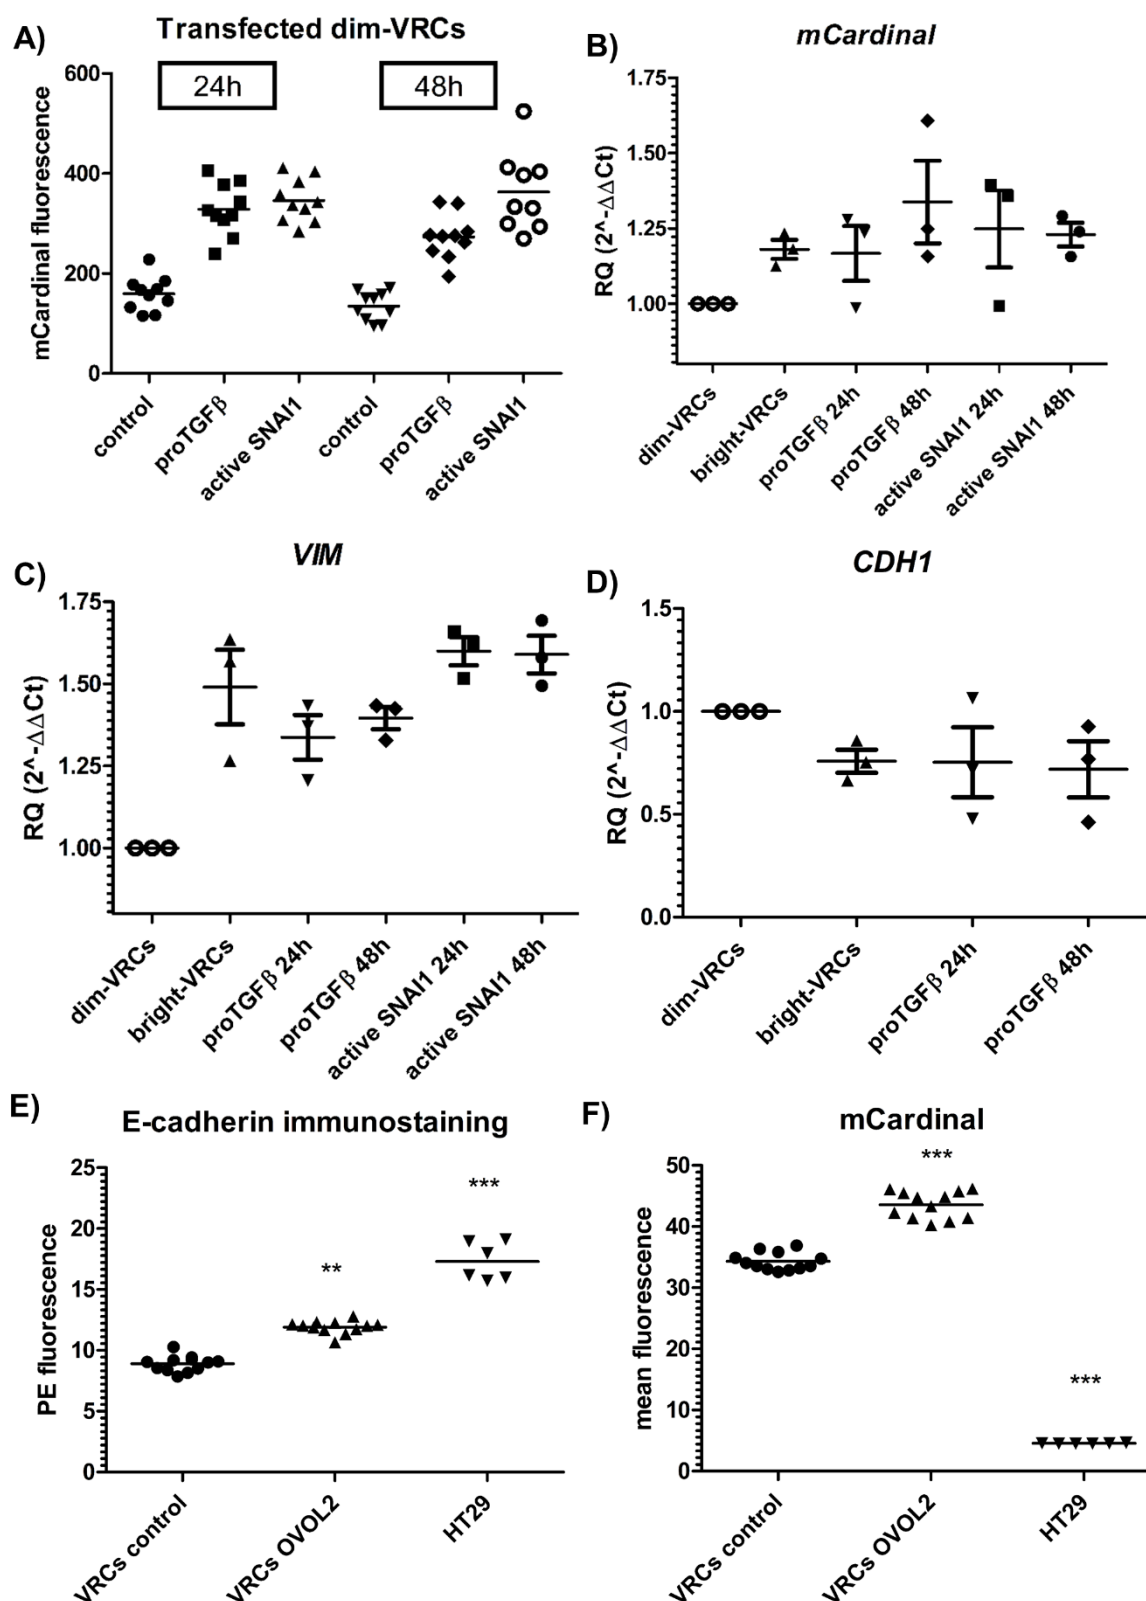 A)
Transfected dim-VRCs
24h
48h
mCardinal fluorescence
600
400
200
0
control
proTGFβ
active SNAI1
control
proTGFβ
active SNAI1
B)
mCardinal
RQ (2^-ΔΔCt)
1.75
1.50
1.25
1.00
dim-VRCs
bright-VRCs
proTGFβ 24h
proTGFβ 48h
active SNAI1 24h
active SNAI1 48h
C)
VIM
RQ (2^-ΔΔCt)
1.75
1.50
1.25
1.00
dim-VRCs
bright-VRCs
proTGFβ 24h
proTGFβ 48h
active SNAI1 24h
active SNAI1 48h
D)
CDH1
RQ (2^-ΔΔCt)
1.5
1.0
0.5
0.0
dim-VRCs
bright-VRCs
proTGFβ 24h
proTGFβ 48h
E)
E-cadherin immunostaining
PE fluorescence
25
20
15
10
5
0
**
***
VRCs control
VRCs OVOL2
HT29
F)
mCardinal
mean fluorescence
50
40
30
20
10
0
***
***
VRCs control
VRCs OVOL2
HT29